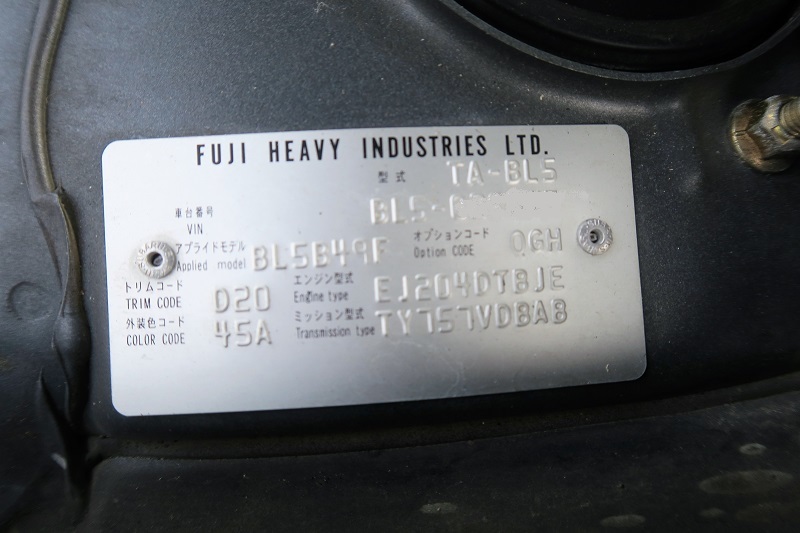 FUJI HEAVY INDUSTRIES LTD.
型式 TA-BL5
車台番号 BL5-
VIN
アプライドモデル オプションコード
Applied model BL5B49F Option CODE QGH
トリムコード エンジン型式
TRIM CODE D20 Engine type EJ204DTBJE
外装色コード ミッション型式
COLOR CODE 45A Transmission type TY757VDBAB